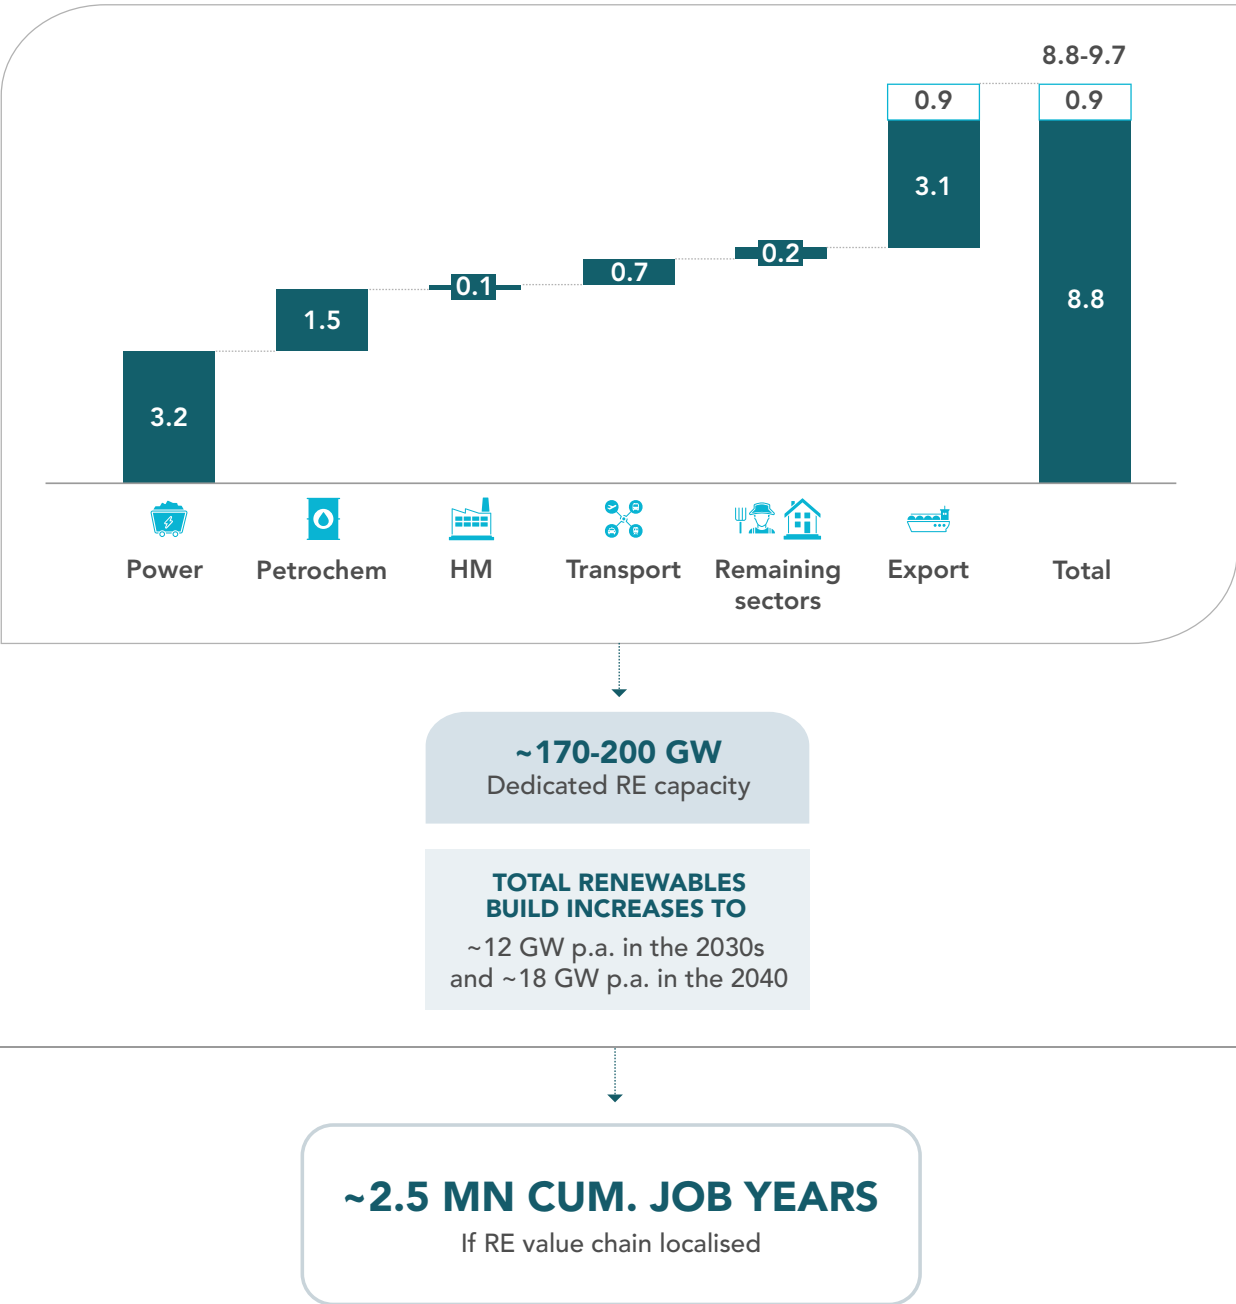 8.8-9.7
0.9
0.9
3.1
0.2
0.7
0.1
1.5
8.8
3.2
Power
Petrochem
HM
Transport
Remaining
sectors
Export
Total
~170-200 GW
Dedicated RE capacity
TOTAL RENEWABLES
BUILD INCREASES TO
~12 GW p.a. in the 2030s
and ~18 GW p.a. in the 2040
~2.5 MN CUM. JOB YEARS
If RE value chain localised